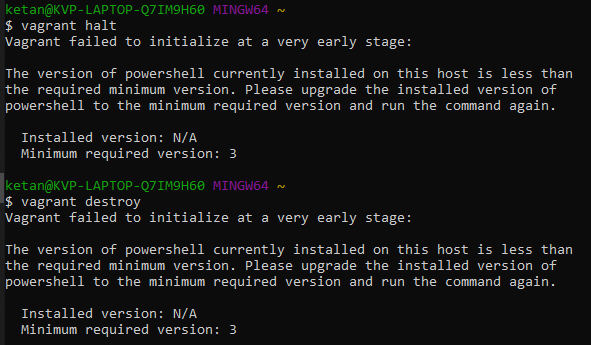 ketan@KVP-LAPTOP-Q7IM9H60 MINGW64 ~
$ vagrant halt
Vagrant failed to initialize at a very early stage:

The version of powershell currently installed on this host is less than
the required minimum version. Please upgrade the installed version of
powershell to the minimum required version and run the command again.

  Installed version: N/A
  Minimum required version: 3

ketan@KVP-LAPTOP-Q7IM9H60 MINGW64 ~
$ vagrant destroy
Vagrant failed to initialize at a very early stage:

The version of powershell currently installed on this host is less than
the required minimum version. Please upgrade the installed version of
powershell to the minimum required version and run the command again.

  Installed version: N/A
  Minimum required version: 3